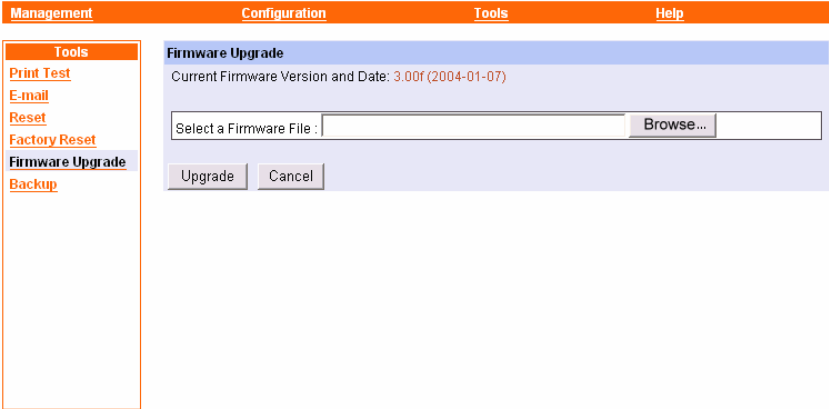 Management Configuration Tools Help
Tools
Print Test
E-mail
Reset
Factory Reset
Firmware Upgrade
Backup
Firmware Upgrade
Current Firmware Version and Date: 3.00f (2004-01-07)
Select a Firmware File : Browse...
Upgrade Cancel